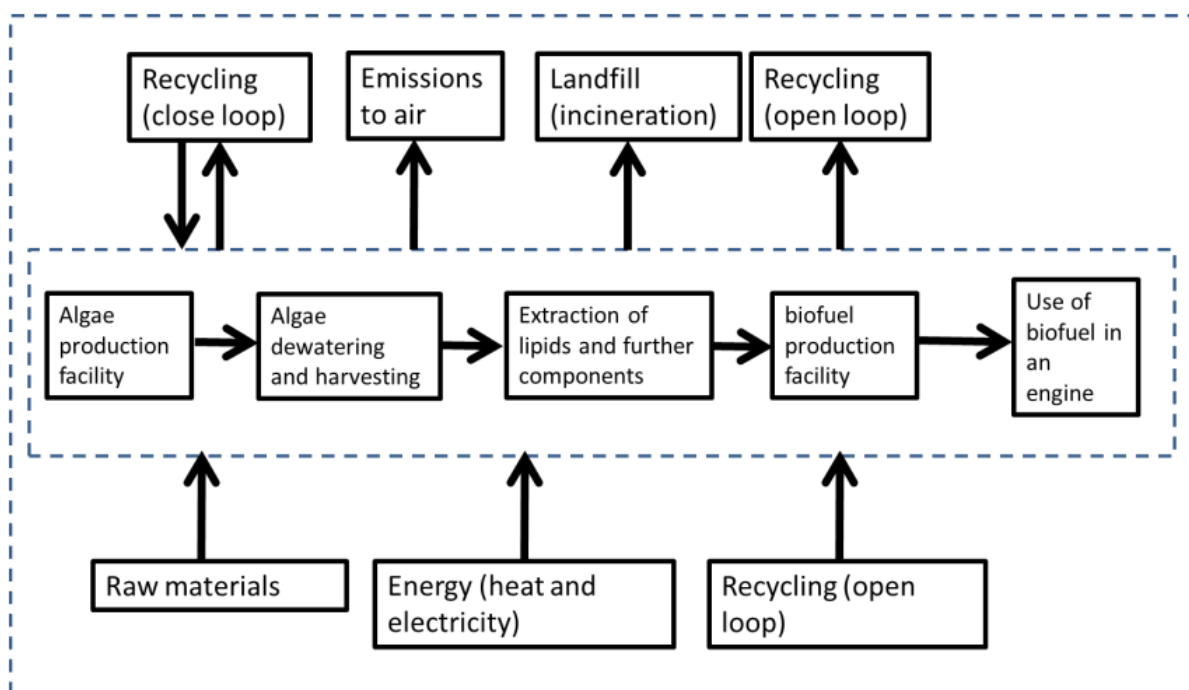 Recycling
(close loop)
Emissions
to air
Landfill
(incineration)
Recycling
(open loop)
Algae
production
facility
Algae
dewatering
and harvesting
Extraction of
lipids and further
components
biofuel
production
facility
Use of
biofuel in
an
engine
Raw materials
Energy (heat and
electricity)
Recycling (open
loop)